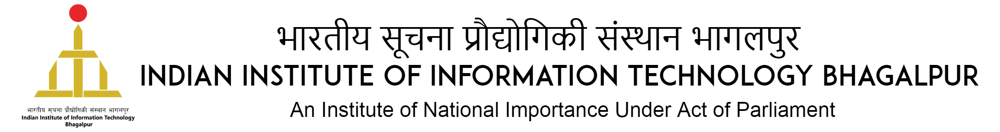 भारतीय सूचना प्रौद्योगिकी संस्थान भागलपुर
INDIAN INSTITUTE OF INFORMATION TECHNOLOGY BHAGALPUR
An Institute of National Importance Under Act of Parliament
भारतीय सूचना प्रौद्योगिकी संस्थान भागलपुर
Indian Institute of Information Technology
Bhagalpur